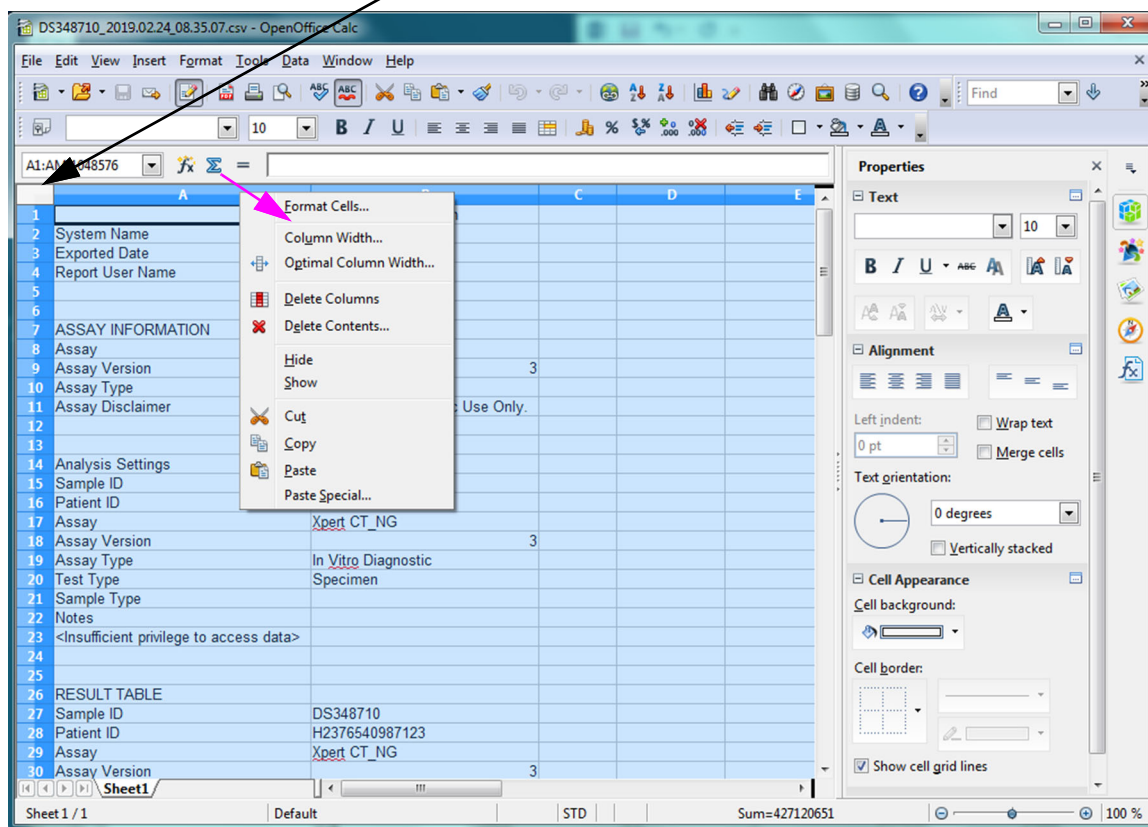 DS348710_2019.02.24_08.35.07.csv - OpenOffice Calc
File Edit View Insert Format Tools Data Window Help
Find
10
A1:AM1048576
A C D E
1
2 System Name
3 Exported Date
4 Report User Name
5
6
7 ASSAY INFORMATION
8 Assay
9 Assay Version 3
10 Assay Type
11 Assay Disclaimer Use Only.
12
13
14 Analysis Settings
15 Sample ID
16 Patient ID
17 Assay Xpert CT_NG
18 Assay Version 3
19 Assay Type In Vitro Diagnostic
20 Test Type Specimen
21 Sample Type
22 Notes
23 <Insufficient privilege to access data>
24
25
26 RESULT TABLE
27 Sample ID DS348710
28 Patient ID H2376540987123
29 Assay Xpert CT_NG
30 Assay Version 3
Format Cells...
Column Width...
Optimal Column Width...
Delete Columns
Delete Contents...
Hide
Show
Cut
Copy
Paste
Paste Special...
Properties
Text
10
B I U ABC
Alignment
Left indent:
Wrap text
0 pt
Merge cells
Text orientation:
0 degrees
Vertically stacked
Cell Appearance
Cell background:
Cell border:
Show cell grid lines
Sheet1
Sheet 1 / 1 Default STD Sum=427120651 100 %